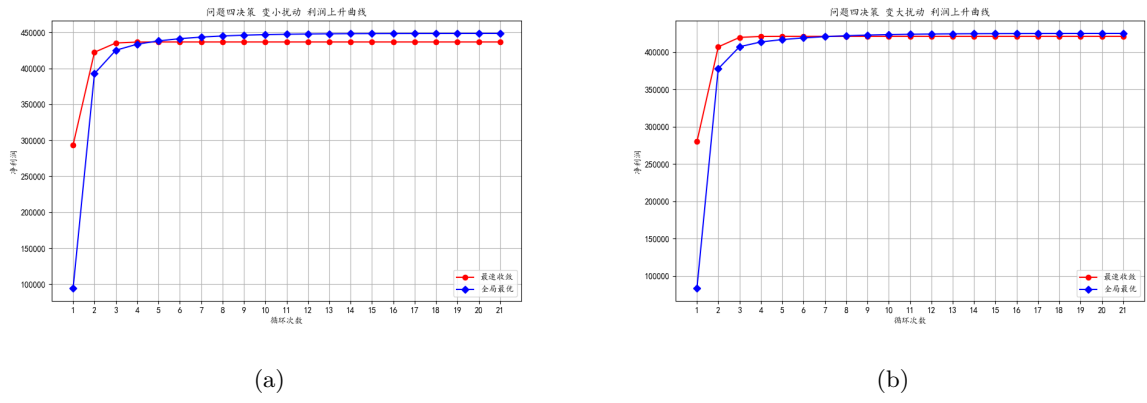 问题四决策 变小扰动 利润上升曲线
450000
400000
350000
300000
250000
200000
150000
100000
净利润
最速收敛
全局最优
1 2 3 4 5 6 7 8 9 10 11 12 13 14 15 16 17 18 19 20 21
循环次数
(a)
问题四决策 变大扰动 利润上升曲线
400000
350000
300000
250000
200000
150000
100000
净利润
最速收敛
全局最优
1 2 3 4 5 6 7 8 9 10 11 12 13 14 15 16 17 18 19 20 21
循环次数
(b)